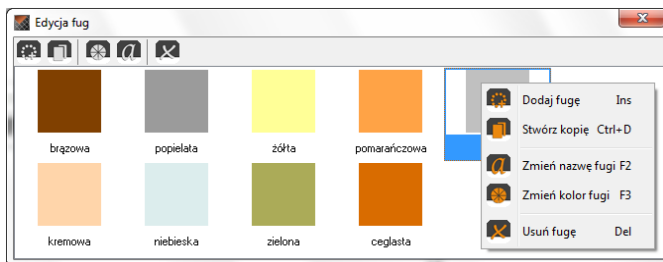 Edycja fug
brązowa popielata żółta pomarańczowa
kremowa niebieska zielona ceglasta
Dodaj fugę Ins
Stwórz kopię Ctrl+D
Zmień nazwę fugi F2
Zmień kolor fugi F3
Usuń fugę Del